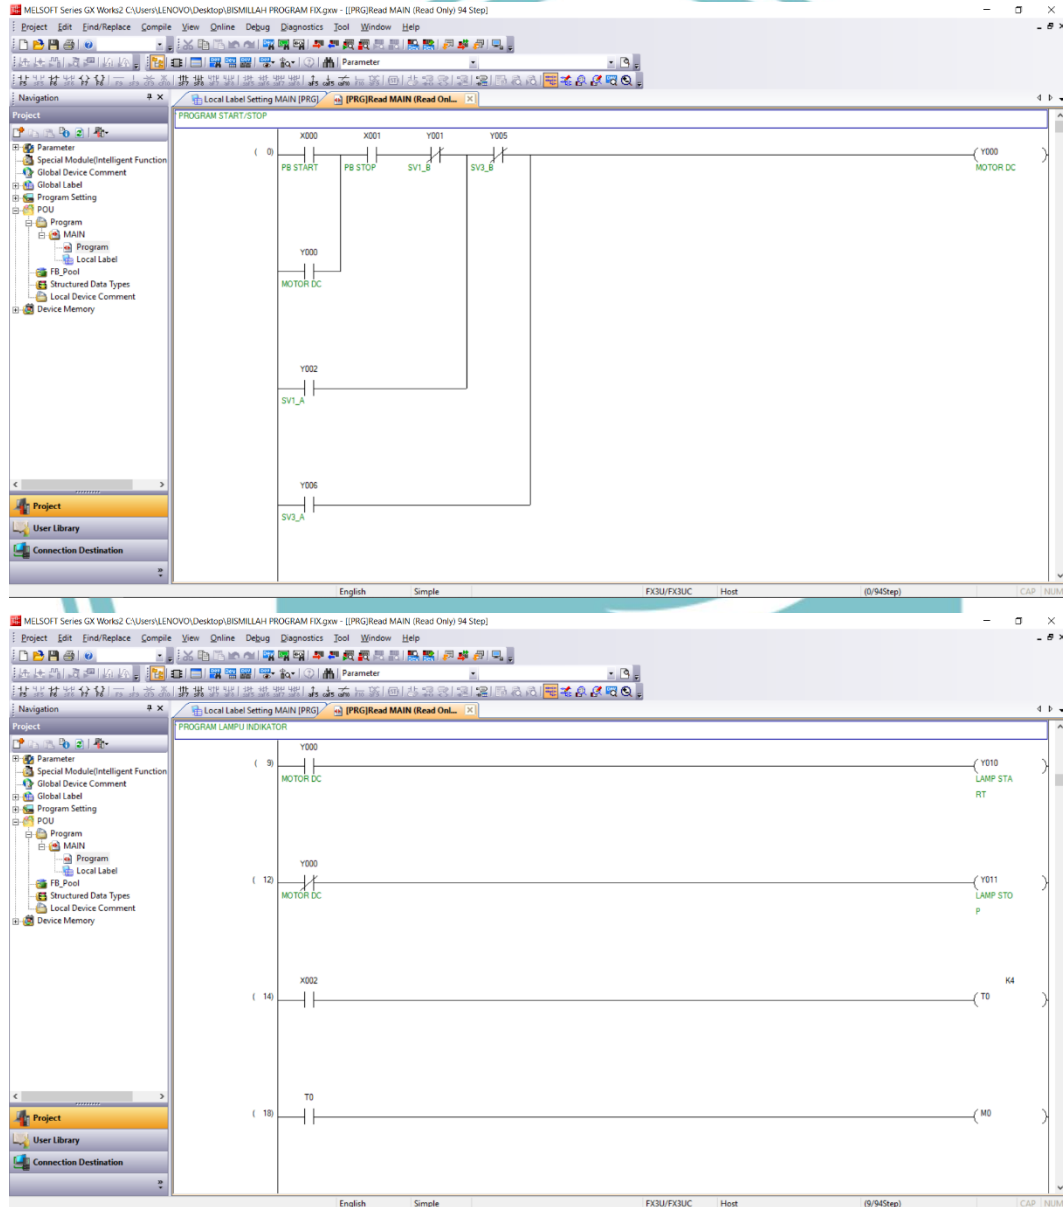 MELSOFT Series GX Works2 C:\Users\LENOVO\Desktop\BISMILLAH PROGRAM FIX.gxw - [[PRG]Read MAIN (Read Only) 94 Step]
Project Edit Find/Replace Compile View Online Debug Diagnostics Tool Window Help
Parameter
Navigation
Local Label Setting MAIN [PRG]
[PRG]Read MAIN (Read Onl...
Project
PROGRAM START/STOP
Parameter
Special Module(Intelligent Function
Global Device Comment
Global Label
Program Setting
POU
Program
MAIN
Program
Local Label
FB_Pool
Structured Data Types
Local Device Comment
Device Memory
X000 X001 Y001 Y005
( 0) ( Y000 )
PB START PB STOP SV1_B SV3_B MOTOR DC
Y000
MOTOR DC
Y002
SV1_A
Y006
SV3_A
Project
User Library
Connection Destination
English Simple FX3U/FX3UC Host (0/94Step) CAP NUM
MELSOFT Series GX Works2 C:\Users\LENOVO\Desktop\BISMILLAH PROGRAM FIX.gxw - [[PRG]Read MAIN (Read Only) 94 Step]
Project Edit Find/Replace Compile View Online Debug Diagnostics Tool Window Help
Parameter
Navigation
Local Label Setting MAIN [PRG]
[PRG]Read MAIN (Read Onl...
Project
PROGRAM LAMPU INDIKATOR
Parameter
Special Module(Intelligent Function
Global Device Comment
Global Label
Program Setting
POU
Program
MAIN
Program
Local Label
FB_Pool
Structured Data Types
Local Device Comment
Device Memory
Y000
( 9) ( Y010 )
MOTOR DC LAMP STA
RT
Y000
( 12) ( Y011 )
MOTOR DC LAMP STO
P
X002 K4
( 14) ( T0 )
T0
( 18) ( M0 )
Project
User Library
Connection Destination
English Simple FX3U/FX3UC Host (9/94Step) CAP NUM